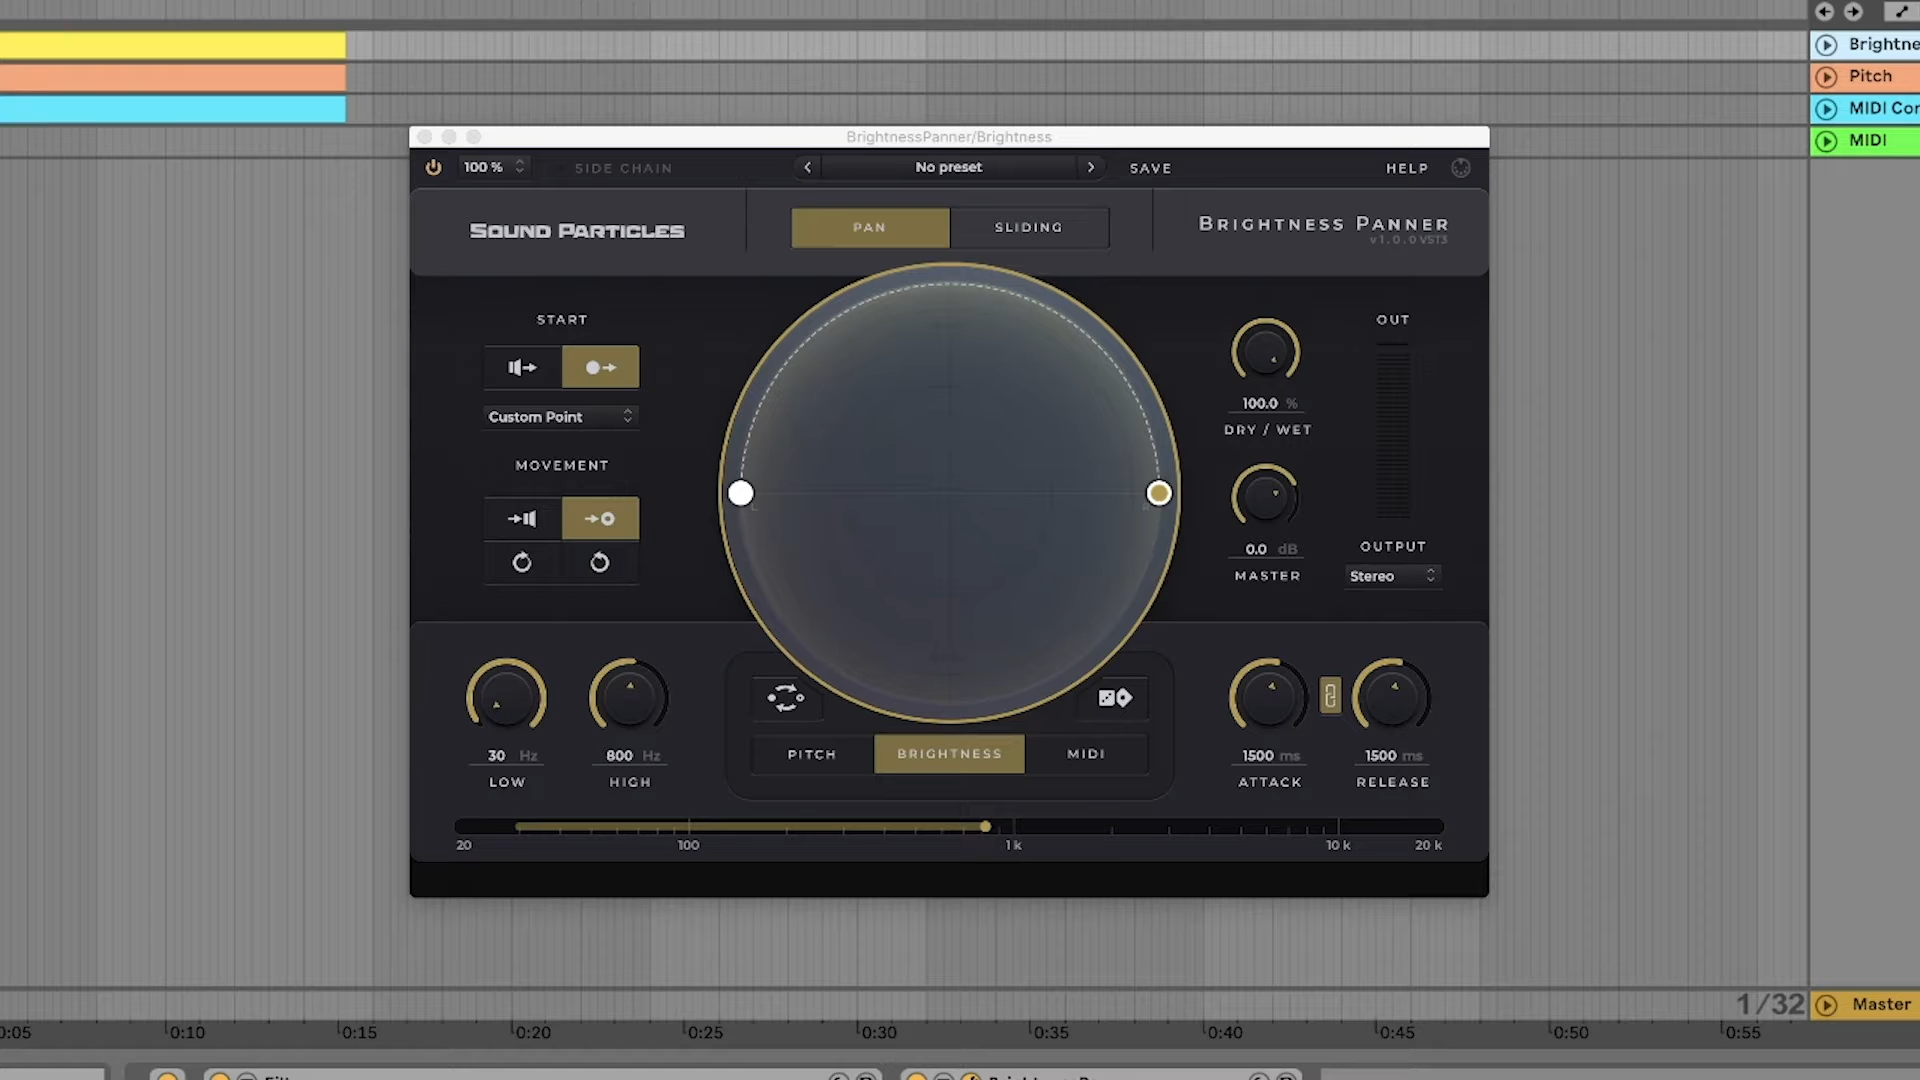 Brightne
Pitch
MIDI Cor
MIDI
BrightnessPanner/Brightness
100 %
SIDE CHAIN
No preset
SAVE
HELP
SOUND PARTICLES
PAN
SLIDING
BRIGHTNESS PANNER
v1.0.0 VST3
START
Custom Point
MOVEMENT
L
R
100.0 %
DRY / WET
0.0 dB
MASTER
OUT
OUTPUT
Stereo
30 Hz
LOW
800 Hz
HIGH
PITCH
BRIGHTNESS
MIDI
1500 ms
ATTACK
1500 ms
RELEASE
20
100
1 k
10 k
20 k
1/32
Master
0:05
0:10
0:15
0:20
0:25
0:30
0:35
0:40
0:45
0:50
0:55